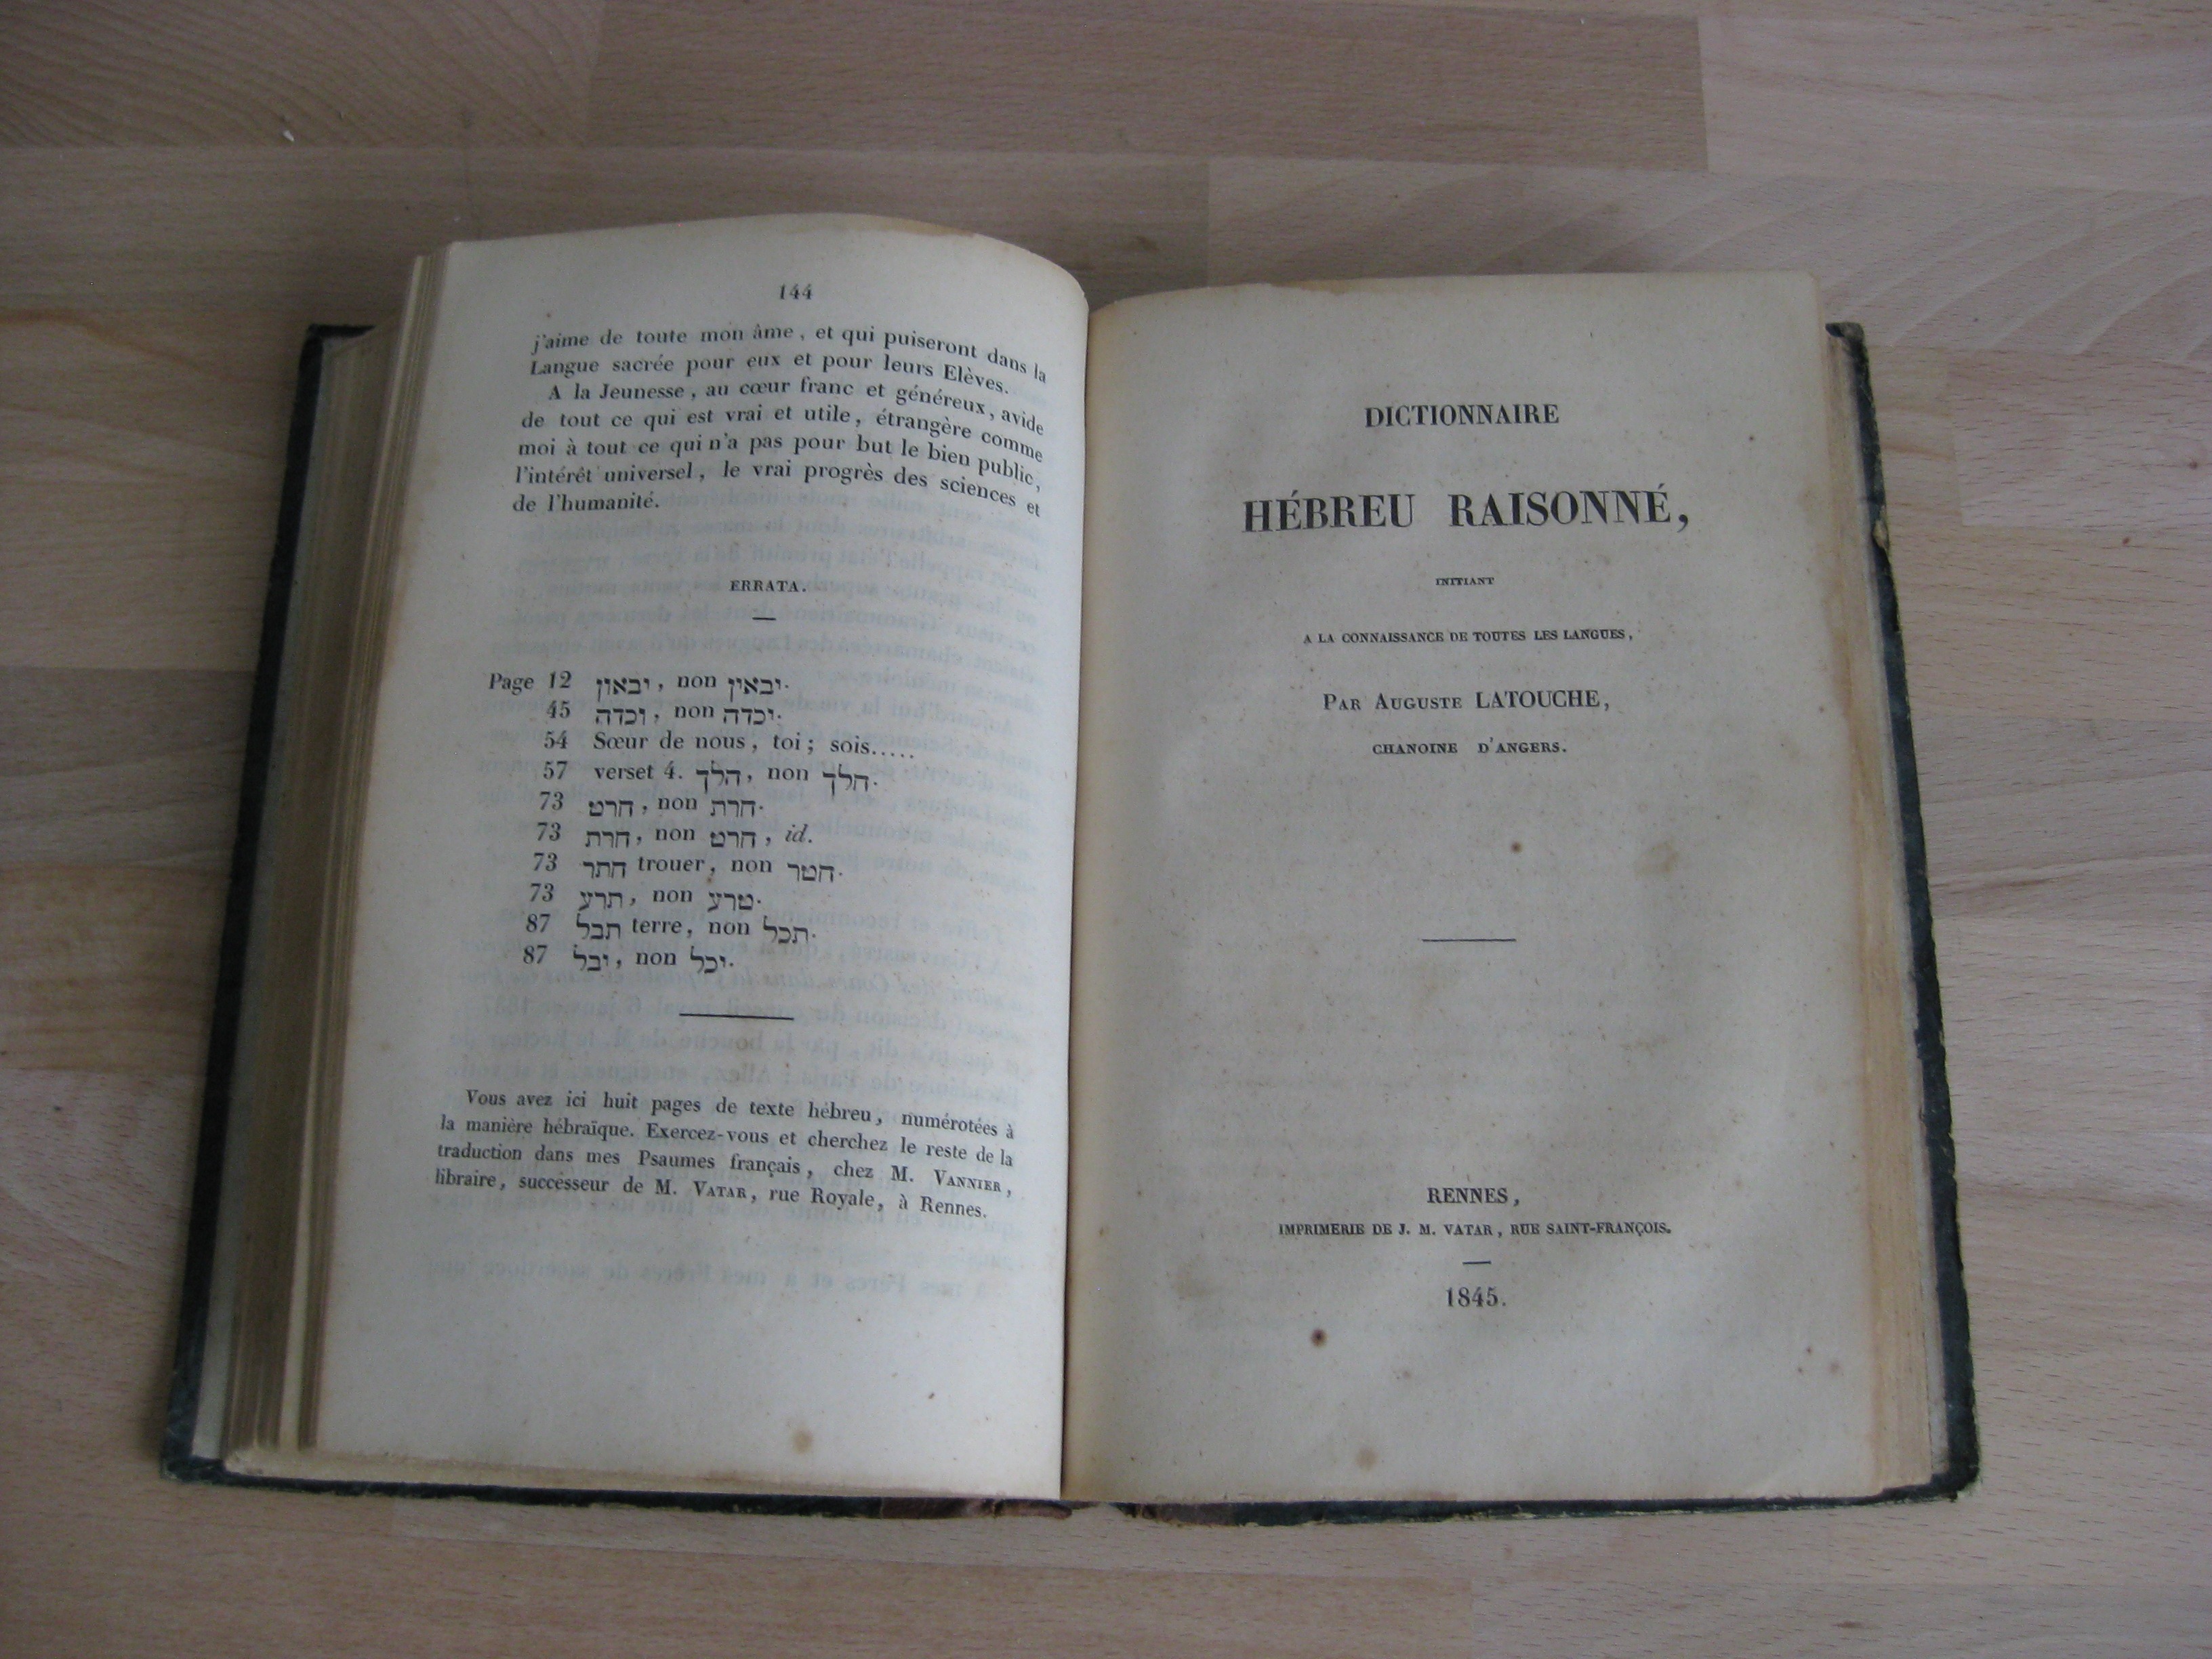 144
j'aime de toute mon âme, et qui puiseront dans la
Langue sacrée pour eux et pour leurs Elèves.
A la Jeunesse, au cœur franc et généreux, avide
de tout ce qui est vrai et utile, étrangère comme
moi à tout ce qui n'a pas pour but le bien public,
l'intérêt universel, le vrai progrès des sciences et
de l'humanité.
ERRATA.
Page 12 יבאון, non יבאין.
45 וכדה, non יכדה.
54 Sœur de nous, toi; sois.....
57 verset 4. הלך, non חלך.
73 חרט, non חרת.
73 חרת, non חרט, id.
73 חתר trouer, non חטר.
73 תרע, non טרע.
87 תבל terre, non תכל.
87 יבל, non יכל.
Vous avez ici huit pages de texte hébreu, numérotées à
la manière hébraïque. Exercez-vous et cherchez le reste de la
traduction dans mes Psaumes français, chez M. VANNIER,
libraire, successeur de M. VATAR, rue Royale, à Rennes.
DICTIONNAIRE
HÉBREU RAISONNÉ,
INITIANT
A LA CONNAISSANCE DE TOUTES LES LANGUES,
PAR AUGUSTE LATOUCHE,
CHANOINE D'ANGERS.
RENNES,
IMPRIMERIE DE J. M. VATAR, RUE SAINT-FRANÇOIS.
1845.